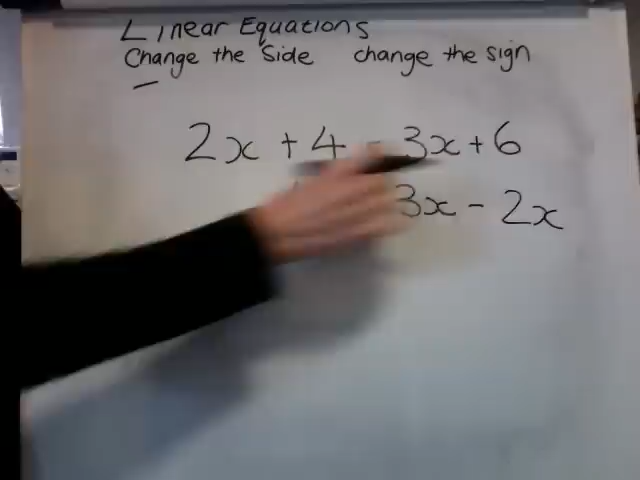 Linear Equations
Change the Side change the sign
2x + 4 - 3x + 6
3x - 2x